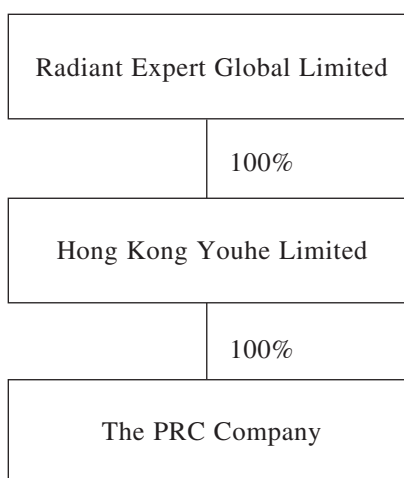 Radiant Expert Global Limited
100%
Hong Kong Youhe Limited
100%
The PRC Company